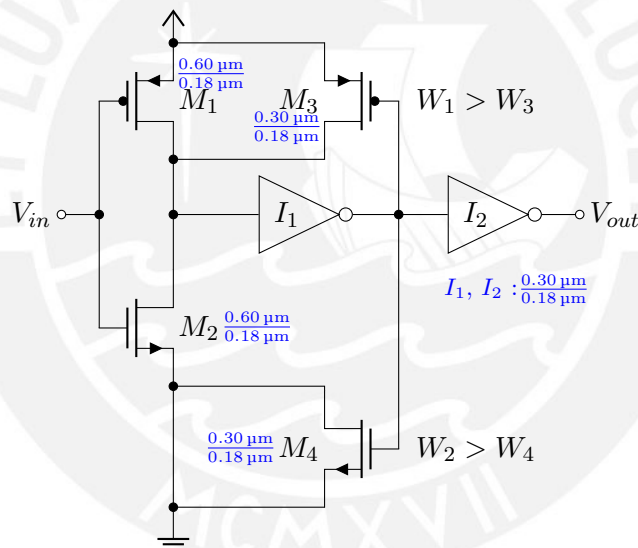 0.60 µm
0.18 µm
M1
M3
0.30 µm
0.18 µm
W1 > W3
Vin
I1
I2
Vout
I1, I2 : 0.30 µm
0.18 µm
M2 0.60 µm
0.18 µm
0.30 µm
0.18 µm
M4
W2 > W4
MCMXVII